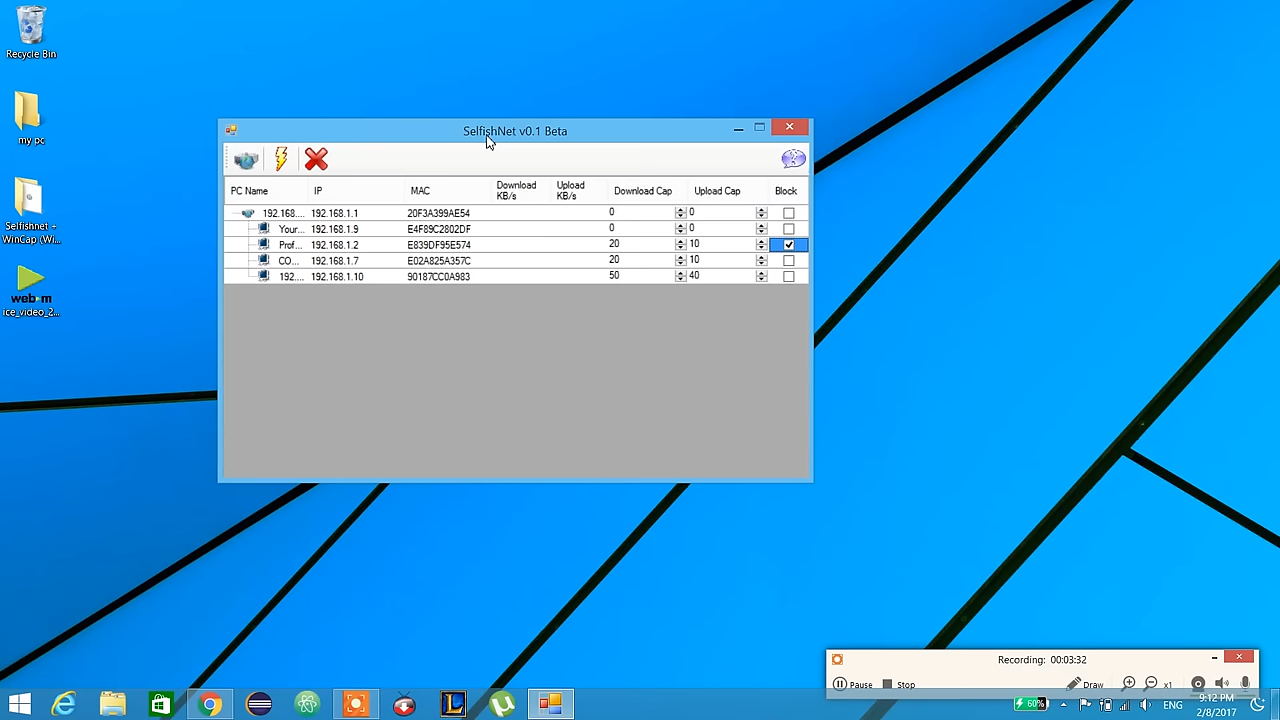 Recycle Bin
my pc
Selfishnet +
WinCap (Wi...
web·m
ice_video_2...
SelfishNet v0.1 Beta
PC Name IP MAC Download KB/s Upload KB/s Download Cap Upload Cap Block
192.168.... 192.168.1.1 20F3A399AE54 0 0
Your... 192.168.1.9 E4F89C2802DF 0 0
Prof... 192.168.1.2 E839DF95E574 20 10
CO... 192.168.1.7 E02A825A357C 20 10
192.... 192.168.1.10 90187CC0A983 50 40
Recording: 00:03:32
Pause Stop Draw x1
60% ENG 9:12 PM
2/8/2017